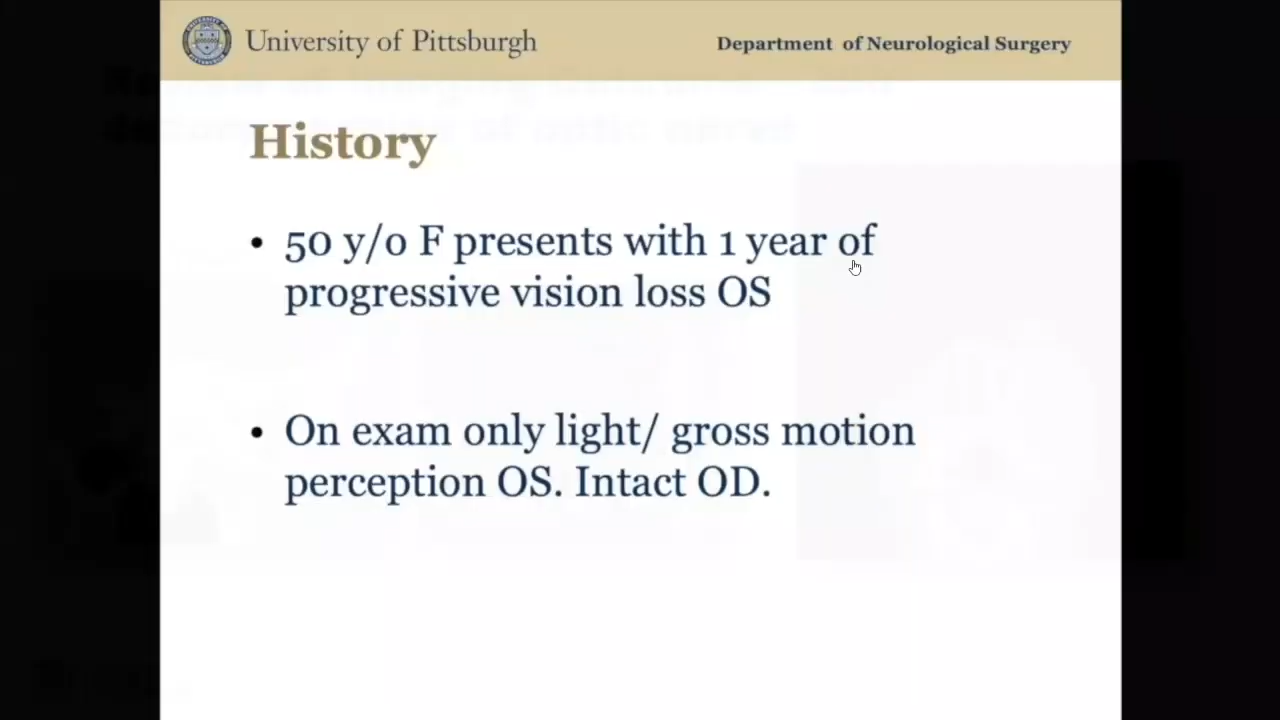 University of Pittsburgh
Department of Neurological Surgery
History
• 50 y/o F presents with 1 year of
progressive vision loss OS
• On exam only light/ gross motion
perception OS. Intact OD.